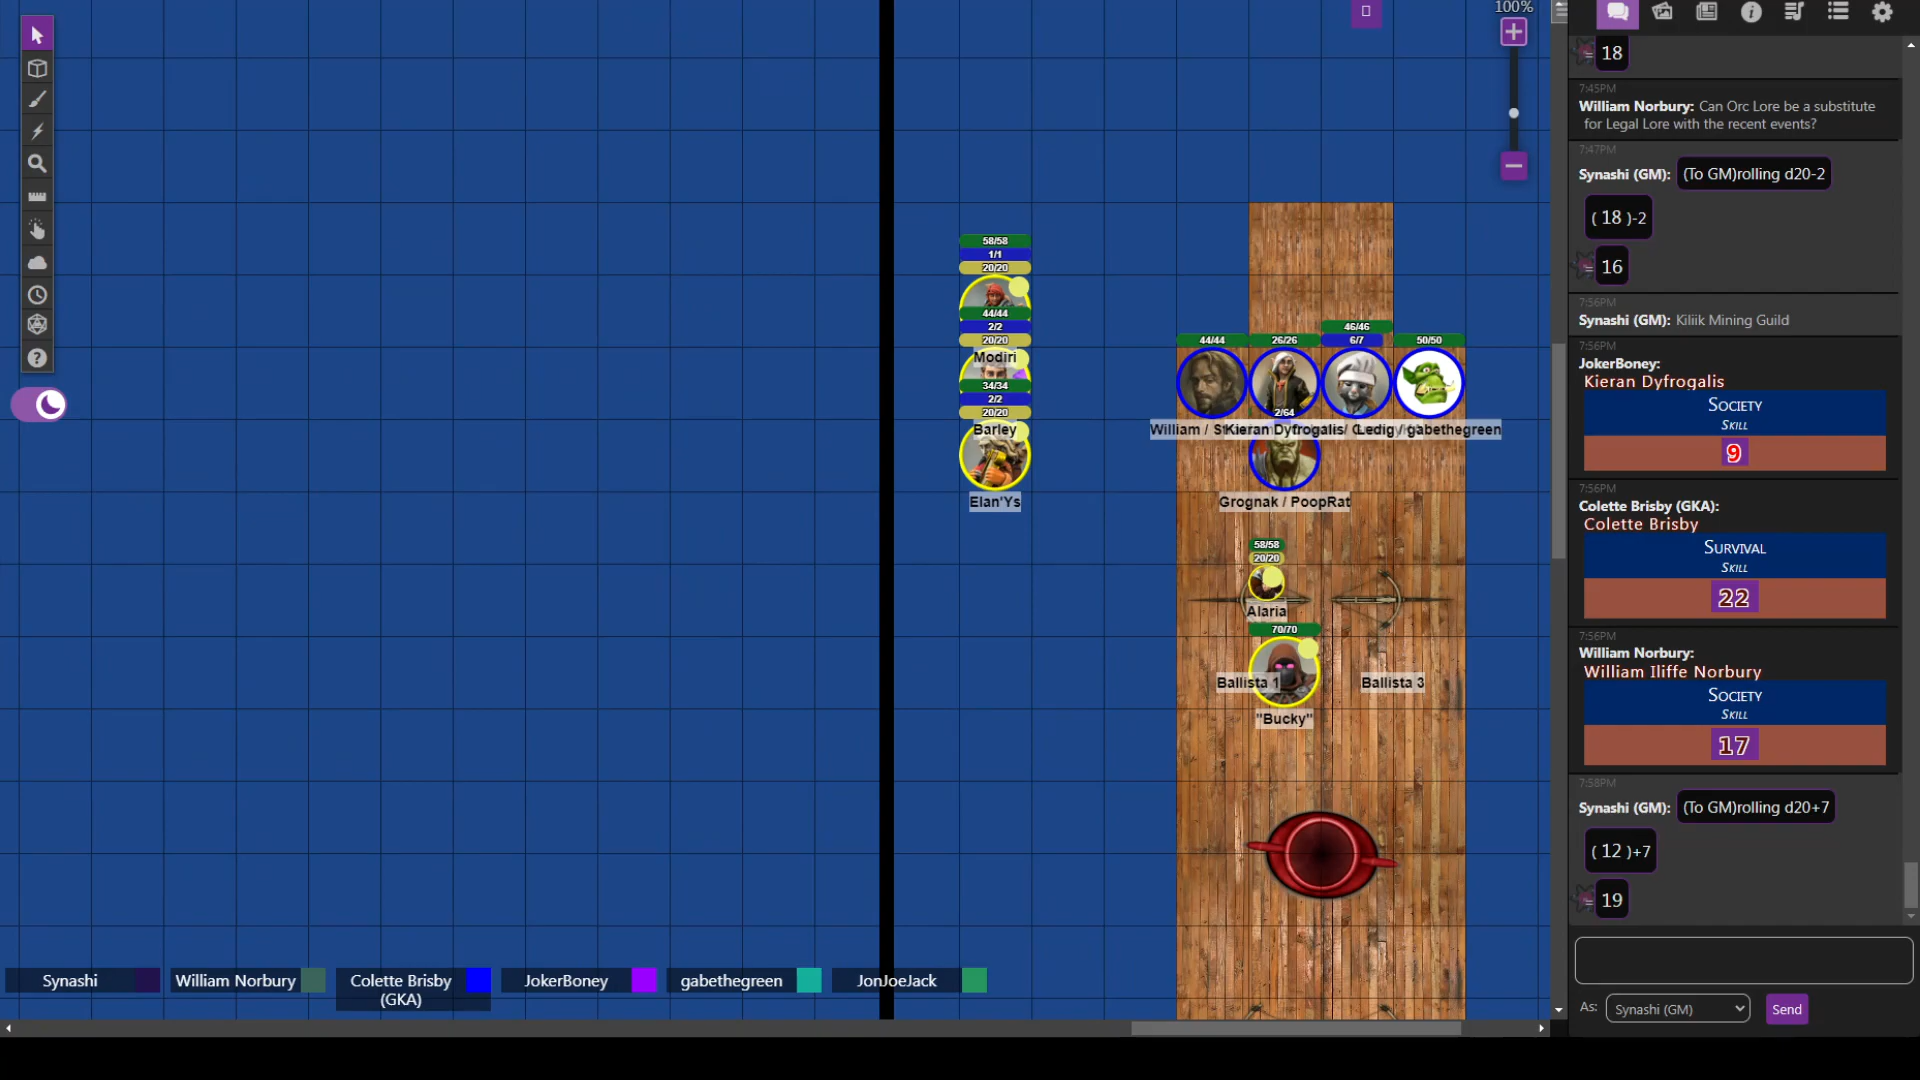 100%
18
7:45PM
William Norbury: Can Orc Lore be a substitute
for Legal Lore with the recent events?
7:47PM
Synashi (GM): (To GM)rolling d20-2
( 18 )-2
= 16
7:56PM
Synashi (GM): Kiliik Mining Guild
7:56PM
JokerBoney:
Kieran Dyfrogalis
SOCIETY
SKILL
9
7:56PM
Colette Brisby (GKA):
Colette Brisby
SURVIVAL
SKILL
22
7:56PM
William Norbury:
William Iliffe Norbury
SOCIETY
SKILL
17
7:58PM
Synashi (GM): (To GM)rolling d20+7
( 12 )+7
= 19
As: Synashi (GM) Send
58/58
1/1
20/20
44/44
2/2
20/20
Modiri
34/34
2/2
20/20
Barley
Elan'Ys
44/44
26/26
46/46
6/7
50/50
2/64
William / S
Kieran Dyfrogalis/
Ledig / gabethegreen
Grognak / PoopRat
58/58
20/20
Alaria
70/70
Ballista 1
Ballista 3
"Bucky"
Synashi
William Norbury
Colette Brisby
(GKA)
JokerBoney
gabethegreen
JonJoeJack